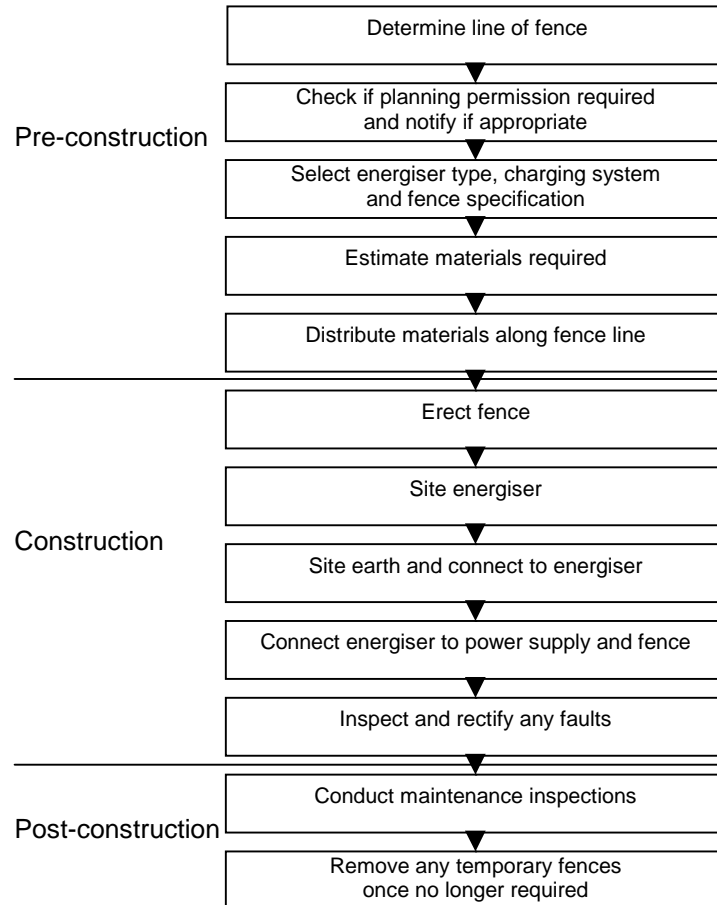 Determine line of fence
Pre-construction
Check if planning permission required
and notify if appropriate
Select energiser type, charging system
and fence specification
Estimate materials required
Distribute materials along fence line
Construction
Erect fence
Site energiser
Site earth and connect to energiser
Connect energiser to power supply and fence
Inspect and rectify any faults
Post-construction
Conduct maintenance inspections
Remove any temporary fences
once no longer required